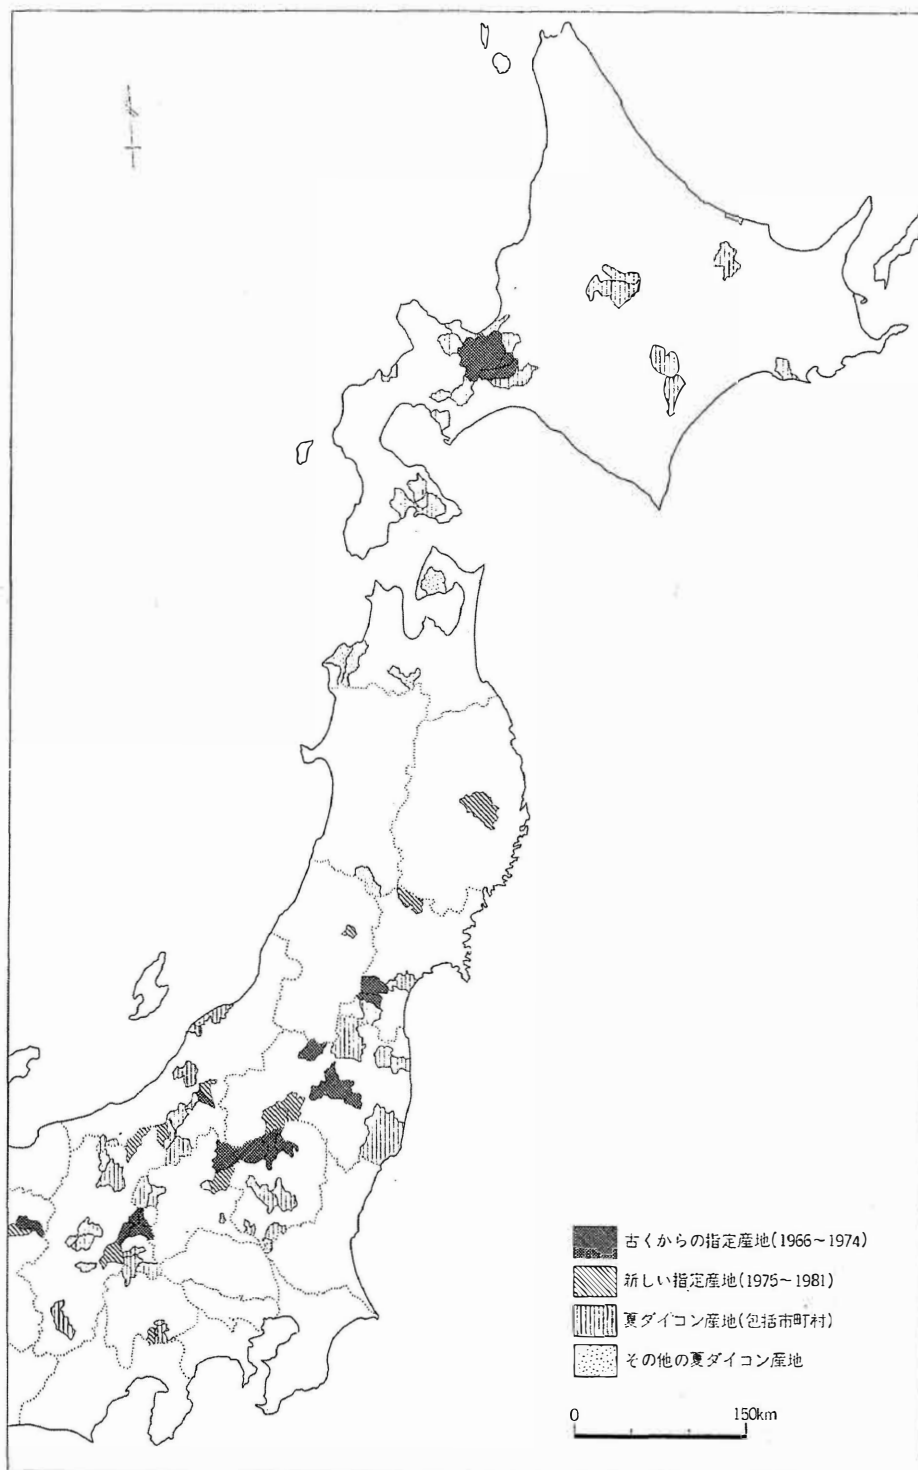 古くからの指定産地(1966～1974)
新しい指定産地(1975～1981)
夏ダイコン産地(包括市町村)
その他の夏ダイコン産地
0 150km